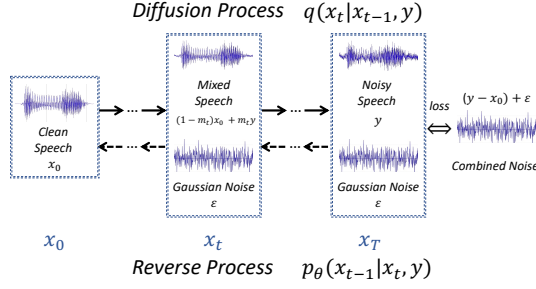 Diffusion Process q(x_t|x_{t-1}, y)
Clean
Speech
x_0
Mixed
Speech
(1 − m_t)x_0 + m_t y
Gaussian Noise
ε
Noisy
Speech
y
Gaussian Noise
ε
loss
(y − x_0) + ε
Combined Noise
x_0
x_t
x_T
Reverse Process p_θ(x_{t-1}|x_t, y)